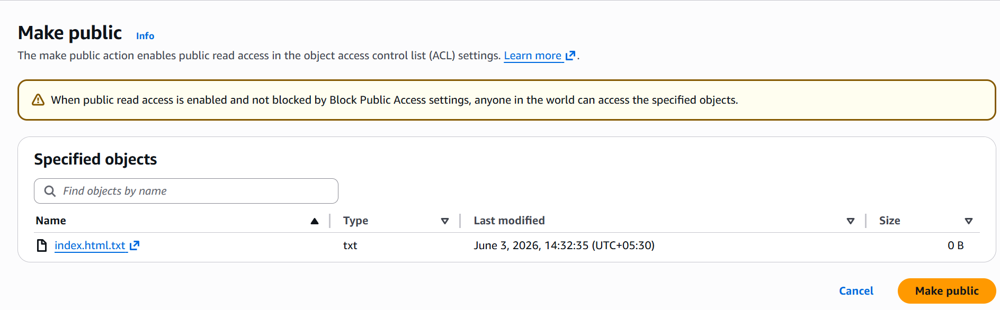 Make public Info
The make public action enables public read access in the object access control list (ACL) settings. Learn more.
When public read access is enabled and not blocked by Block Public Access settings, anyone in the world can access the specified objects.
Specified objects
Find objects by name
Name Type Last modified Size
index.html.txt txt June 3, 2026, 14:32:35 (UTC+05:30) 0 B
Cancel Make public